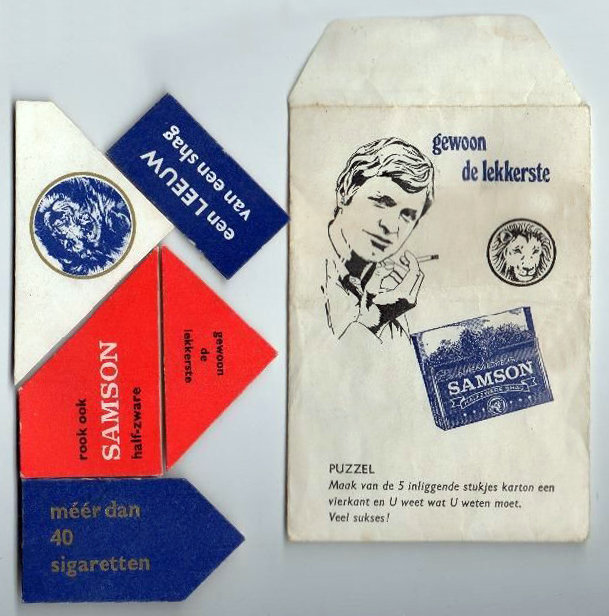 een LEEUW
van een shag
gewoon
de
lekkerste
rook ook
SAMSON
half-zware
méér dan
40
sigaretten
gewoon
de lekkerste
SAMSON
HALFZWARE SHAG
PUZZEL
Maak van de 5 inliggende stukjes karton een
vierkant en U weet wat U weten moet.
Veel sukses!